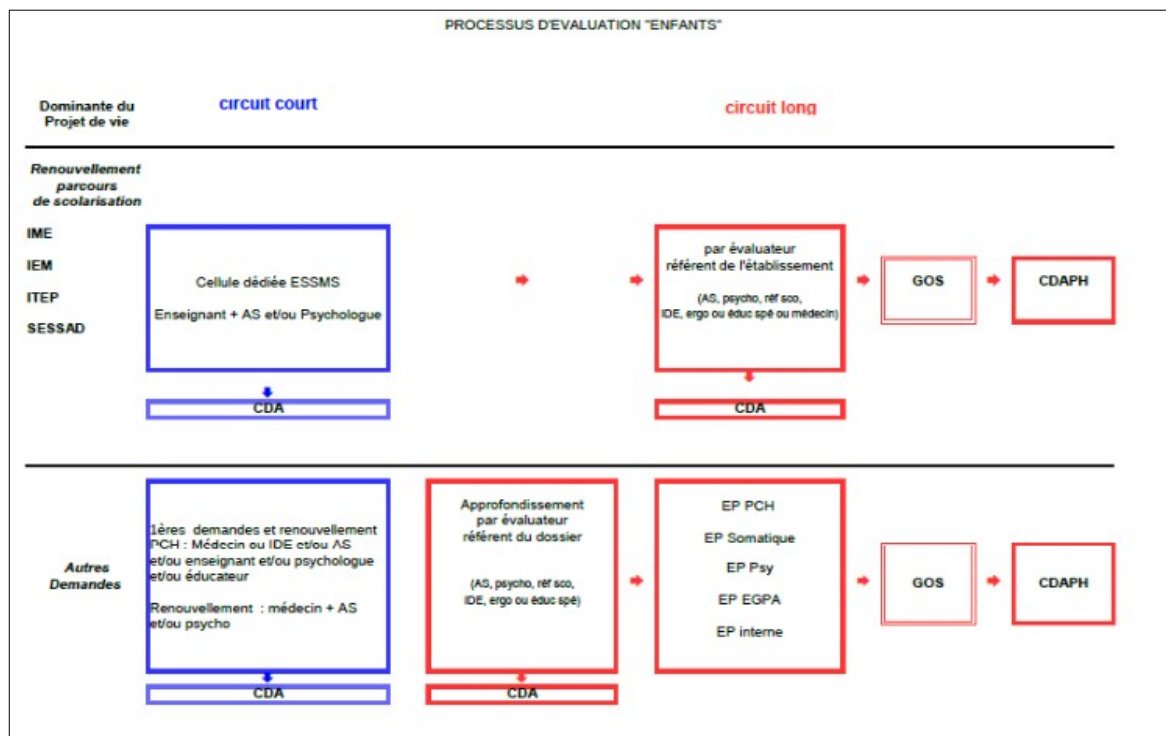 PROCESSUS D'EVALUATION "ENFANTS"
Dominante du
Projet de vie
circuit court
circuit long
Renouvellement
parcours
de scolarisation
IME
IEM
ITEP
SESSAD
Cellule dédiée ESSMS
Enseignant + AS et/ou Psychologue
CDA
par évaluateur
référent de l'établissement
(AS, psycho, réf sco,
IDE, ergo ou éduc spé ou médecin)
CDA
GOS
CDAPH
Autres
Demandes
1ères demandes et renouvellement
PCH : Médecin ou IDE et/ou AS
et/ou enseignant et/ou psychologue
et/ou éducateur
Renouvellement : médecin + AS
et/ou psycho
CDA
Approfondissement
par évaluateur
référent du dossier
(AS, psycho, réf sco,
IDE, ergo ou éduc spé)
CDA
EP PCH
EP Somatique
EP Psy
EP EGPA
EP interne
GOS
CDAPH